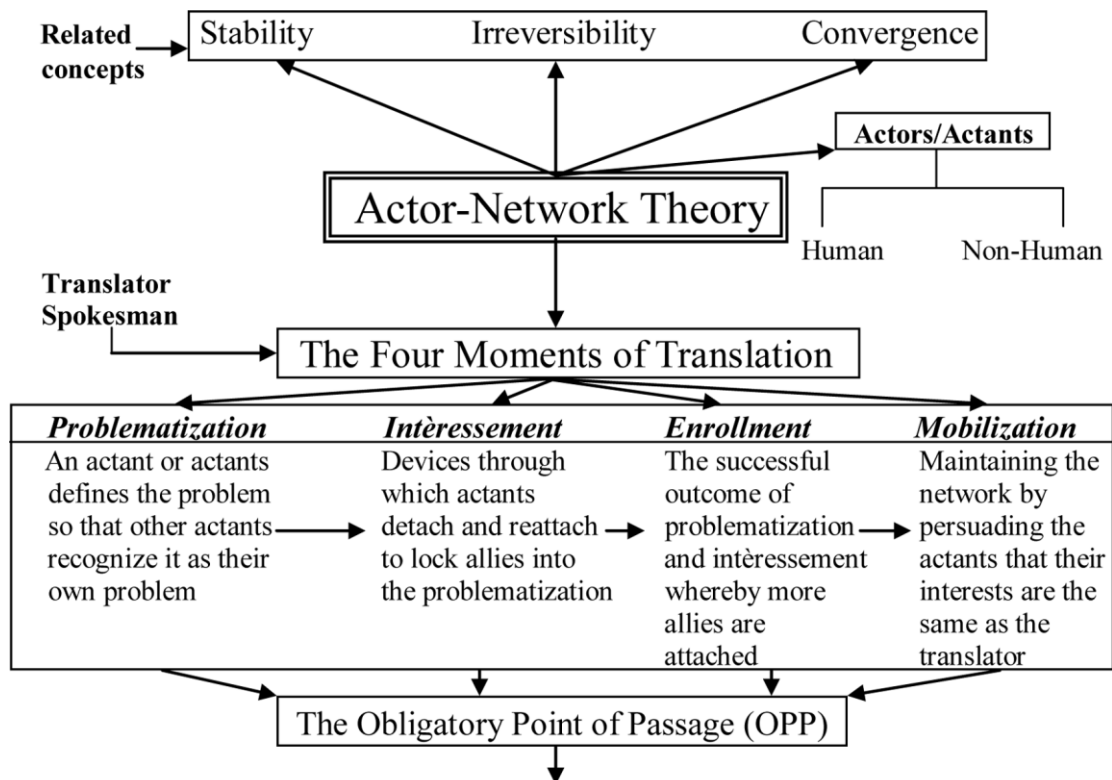 Related
concepts
Stability Irreversibility Convergence
Actors/Actants
Actor-Network Theory
Human Non-Human
Translator
Spokesman
The Four Moments of Translation
Problematization
An actant or actants
defines the problem
so that other actants
recognize it as their
own problem
Intèressement
Devices through
which actants
detach and reattach
to lock allies into
the problematization
Enrollment
The successful
outcome of
problematization
and intèressement
whereby more
allies are
attached
Mobilization
Maintaining the
network by
persuading the
actants that their
interests are the
same as the
translator
The Obligatory Point of Passage (OPP)